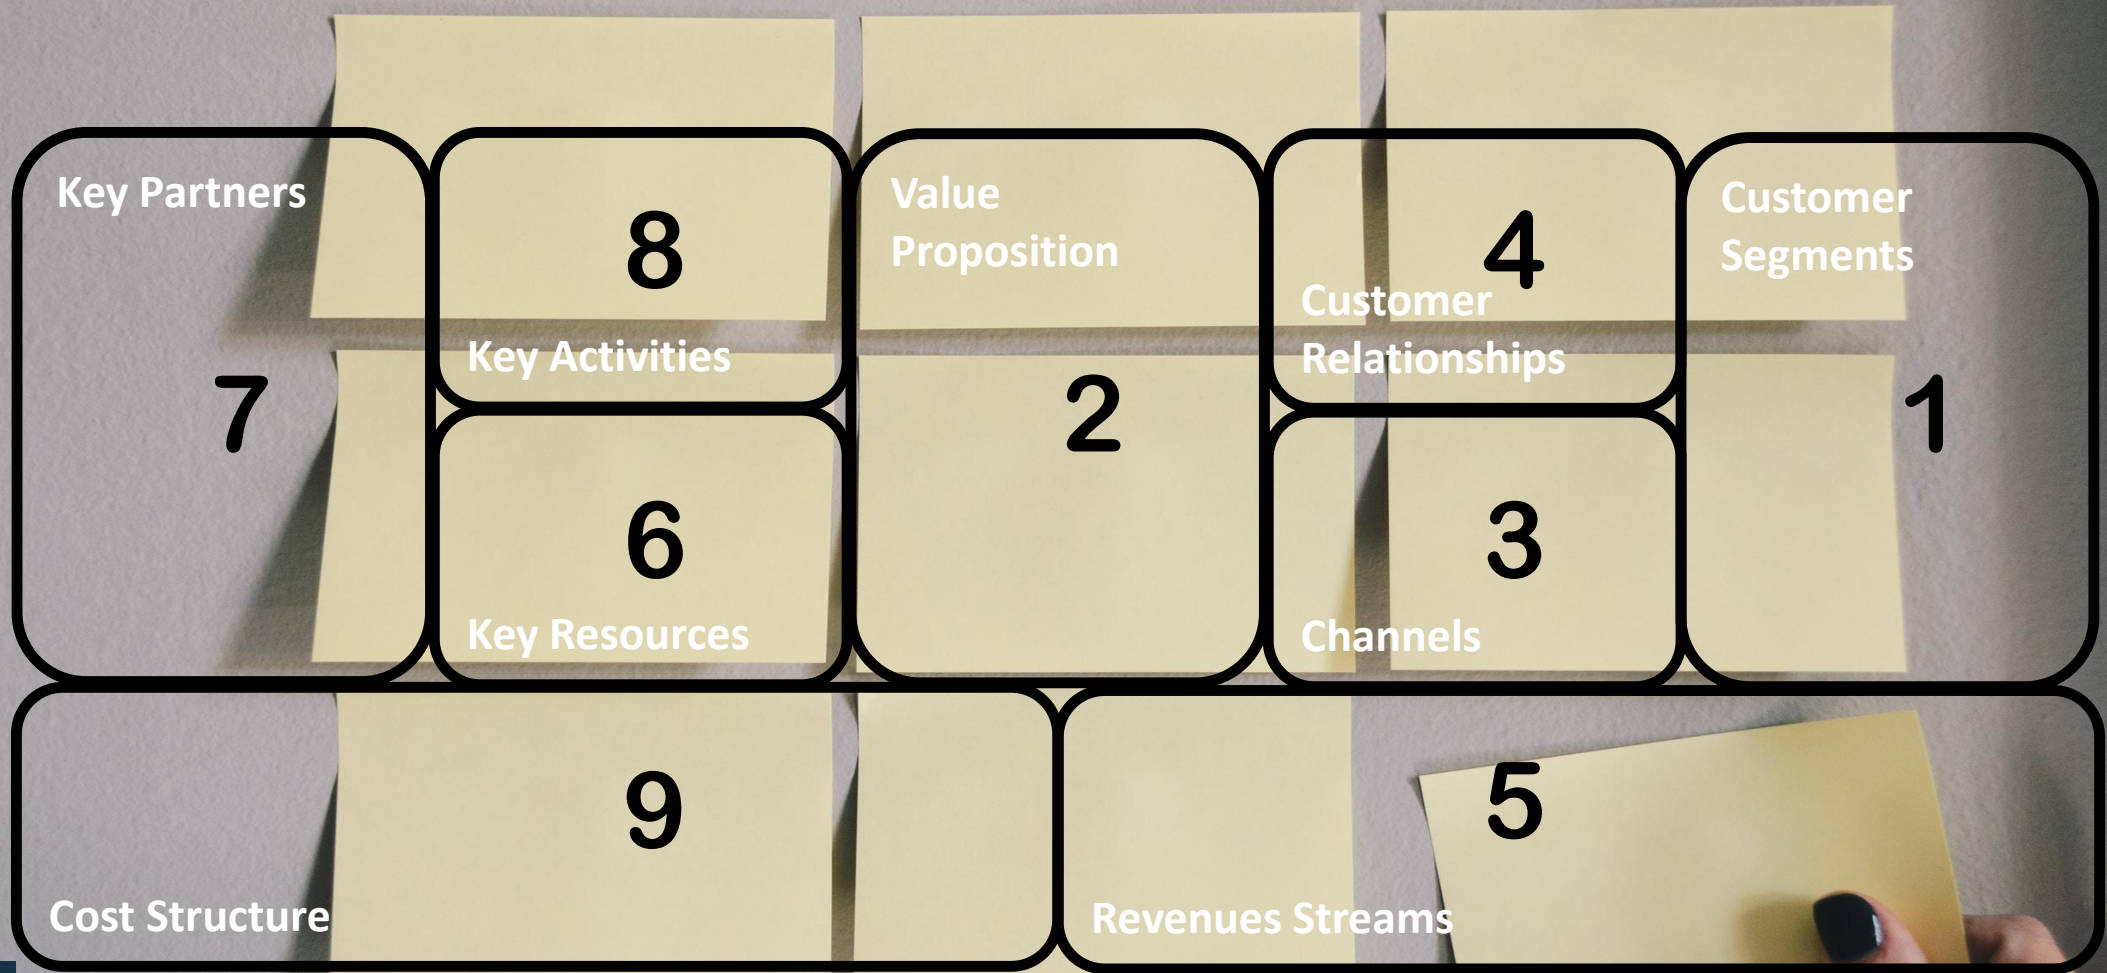 Key Partners
7
8
Key Activities
6
Key Resources
Value
Proposition
2
4
Customer
Relationships
3
Channels
Customer
Segments
1
9
Cost Structure
5
Revenues Streams